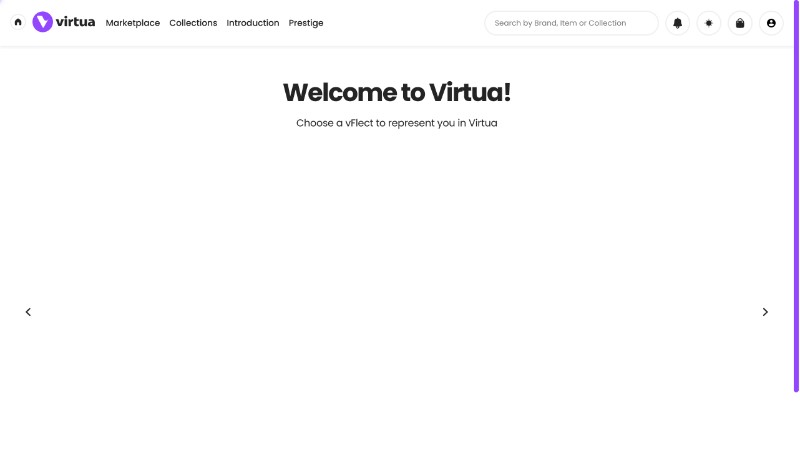 virtua Marketplace Collections Introduction Prestige Search by Brand, Item or Collection
Welcome to Virtua!
Choose a vFlect to represent you in Virtua